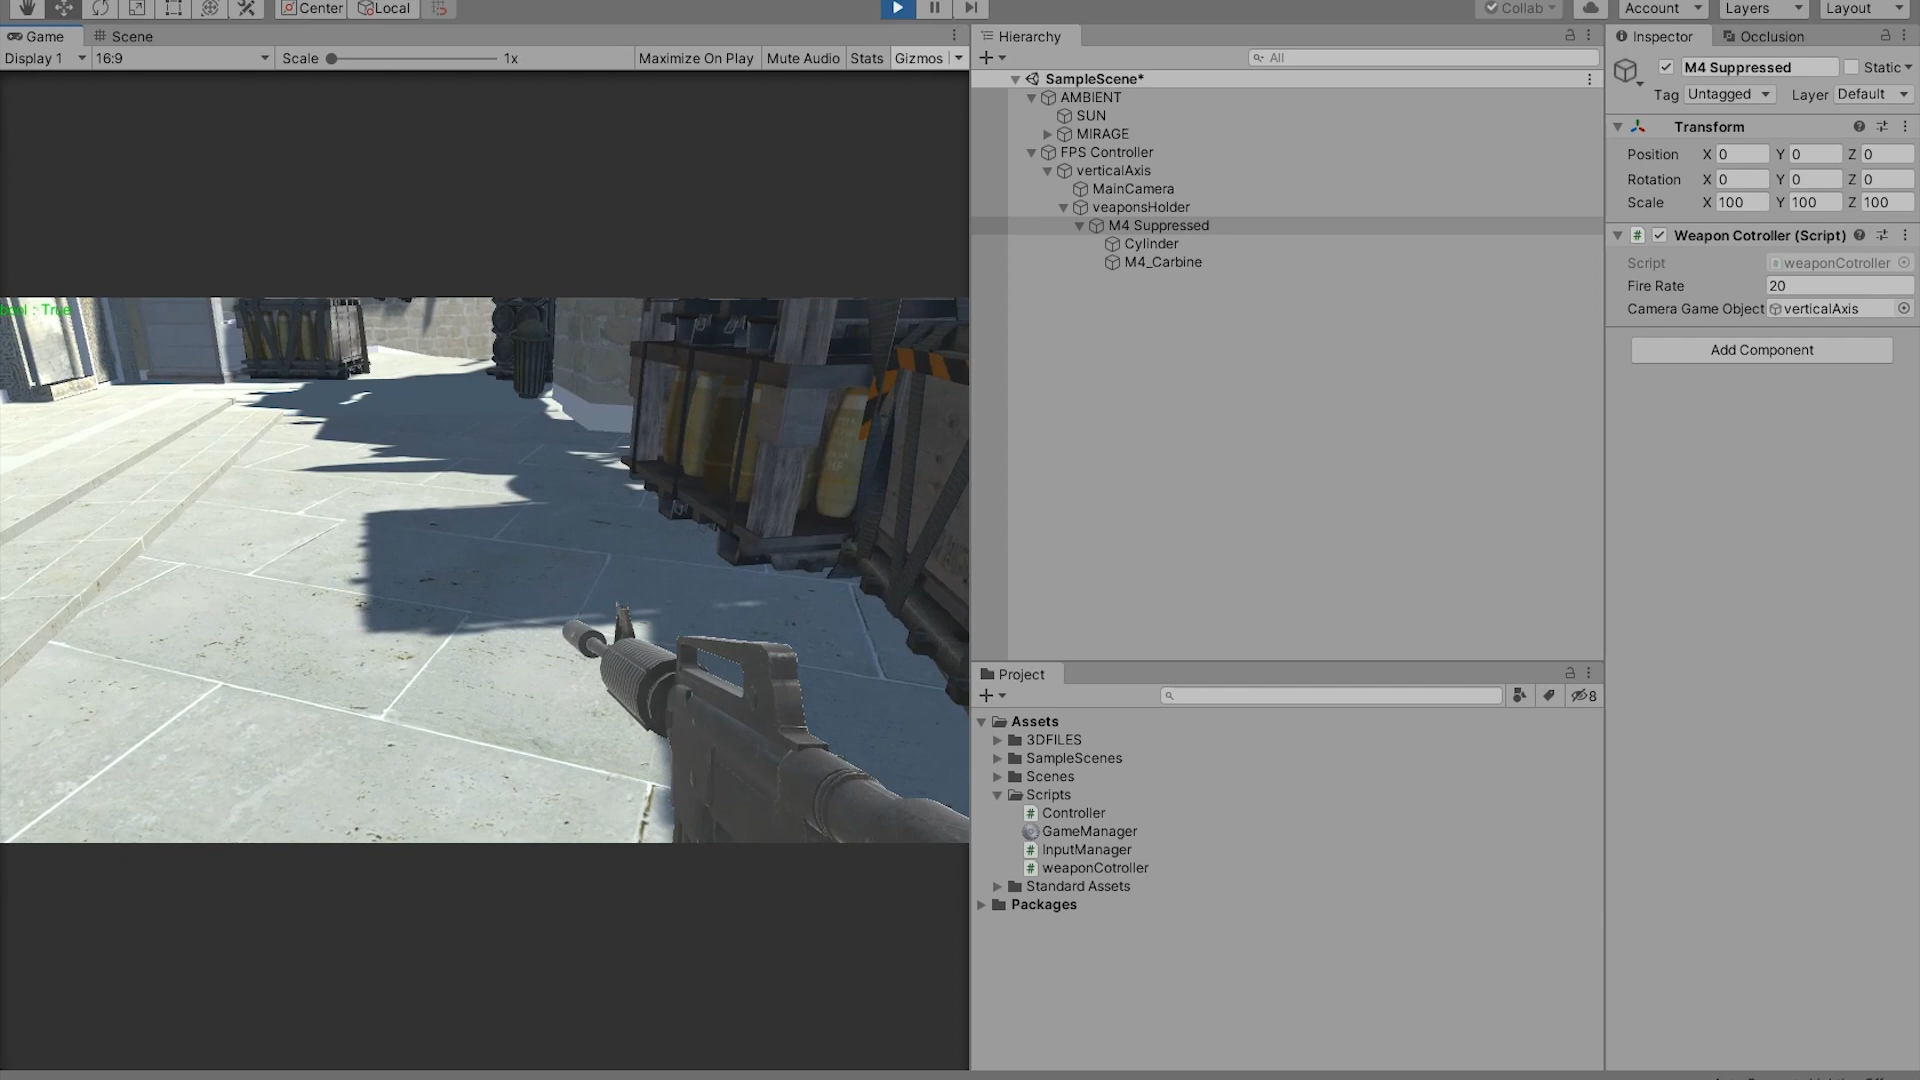 Center Local Collab Account Layers Layout
Game Scene
Display 1 16:9 Scale 1x Maximize On Play Mute Audio Stats Gizmos
Hierarchy
All
SampleScene*
AMBIENT
SUN
MIRAGE
FPS Controller
verticalAxis
MainCamera
veaponsHolder
M4 Suppressed
Cylinder
M4_Carbine
Inspector Occlusion
M4 Suppressed Static
Tag Untagged Layer Default
Transform
Position X 0 Y 0 Z 0
Rotation X 0 Y 0 Z 0
Scale X 100 Y 100 Z 100
Weapon Cotroller (Script)
Script weaponCotroller
Fire Rate 20
Camera Game Object verticalAxis
Add Component
bool : True
Project
8
Assets
3DFILES
SampleScenes
Scenes
Scripts
Controller
GameManager
InputManager
weaponCotroller
Standard Assets
Packages